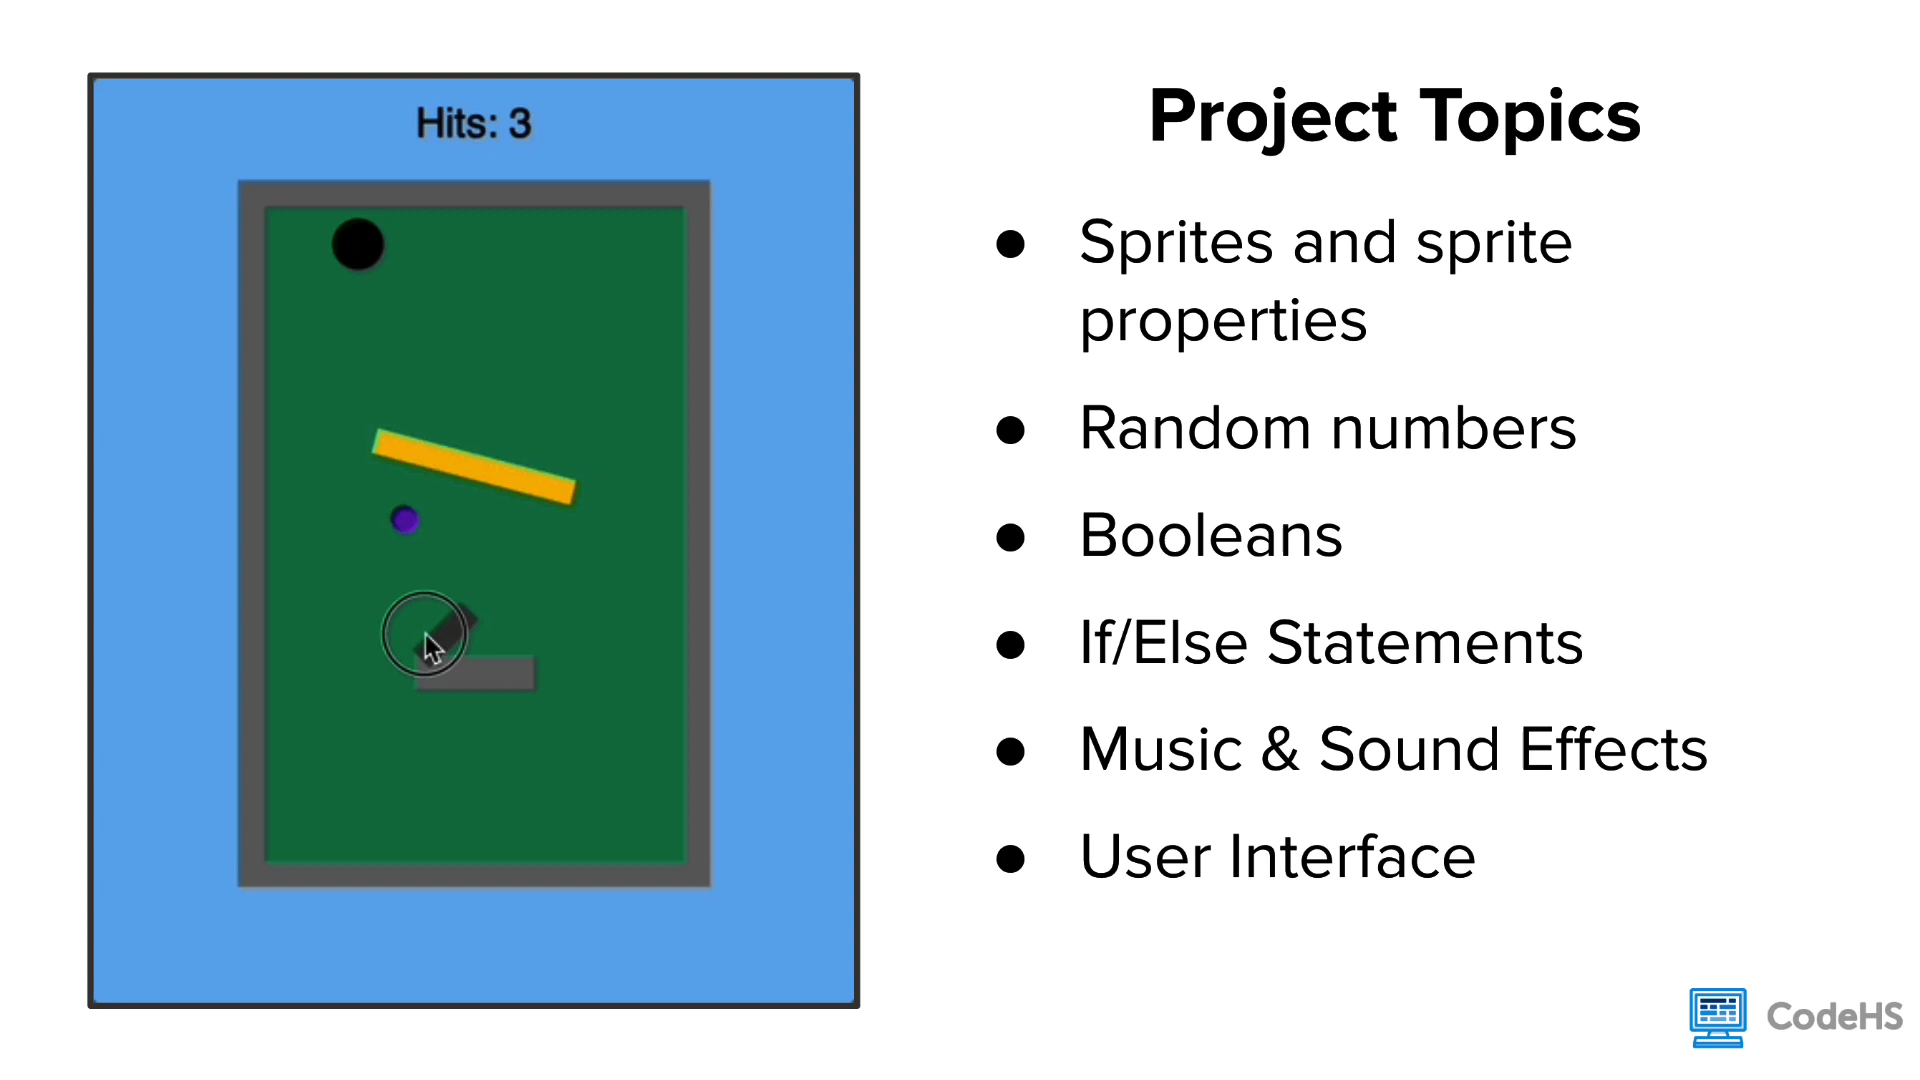 Hits: 3
Project Topics
● Sprites and sprite
properties
● Random numbers
● Booleans
● If/Else Statements
● Music & Sound Effects
● User Interface
CodeHS